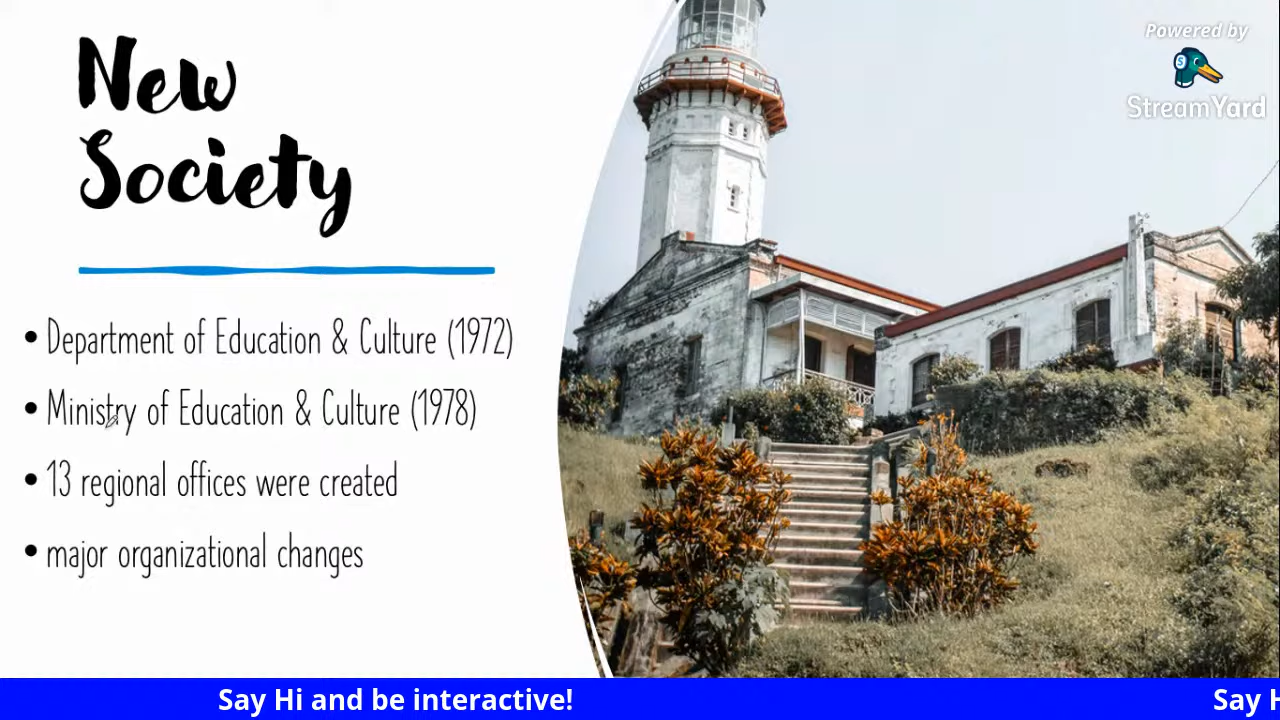 New
Society
• Department of Education & Culture (1972)
• Ministry of Education & Culture (1978)
• 13 regional offices were created
• major organizational changes
Powered by
StreamYard
Say Hi and be interactive!
Say H